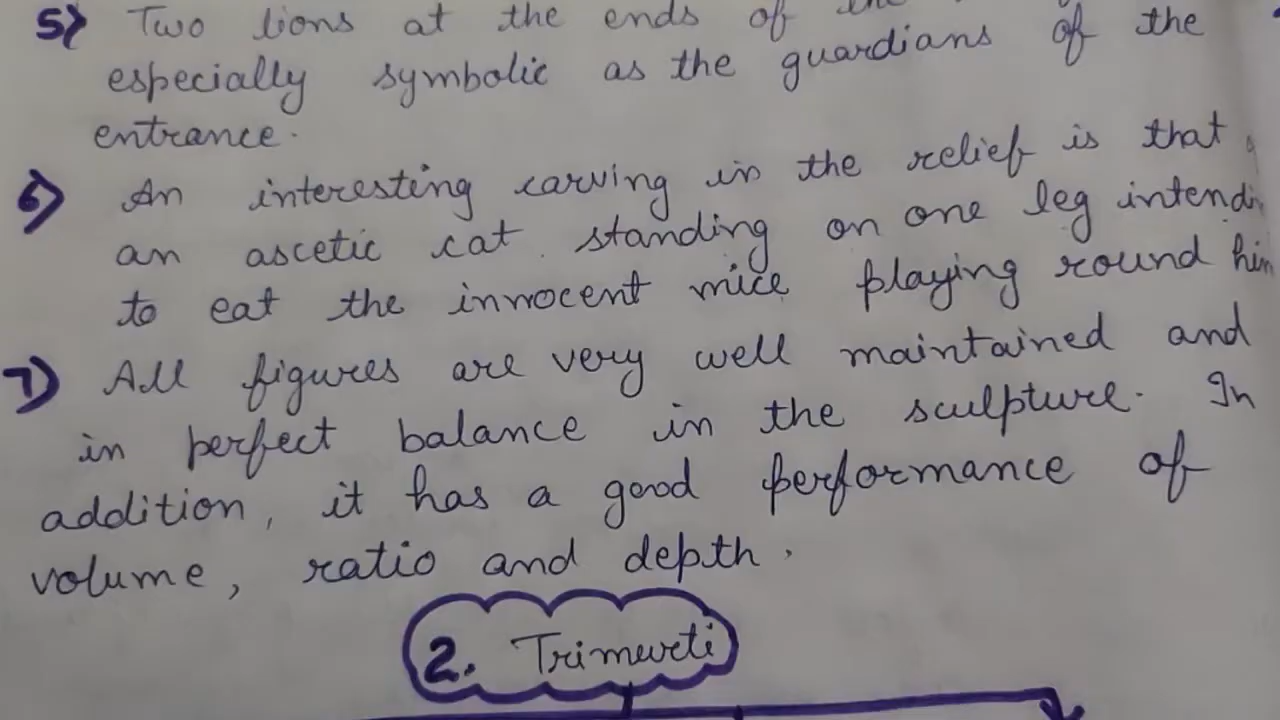 5) Two lions at the ends of the
especially symbolic as the guardians of the
entrance.
6) An interesting carving in the relief is that
an ascetic cat standing on one leg intendi
to eat the innocent mice playing round him
7) All figures are very well maintained and
in perfect balance in the sculpture. In
addition, it has a good performance of
volume, ratio and depth.
2. Trimurti